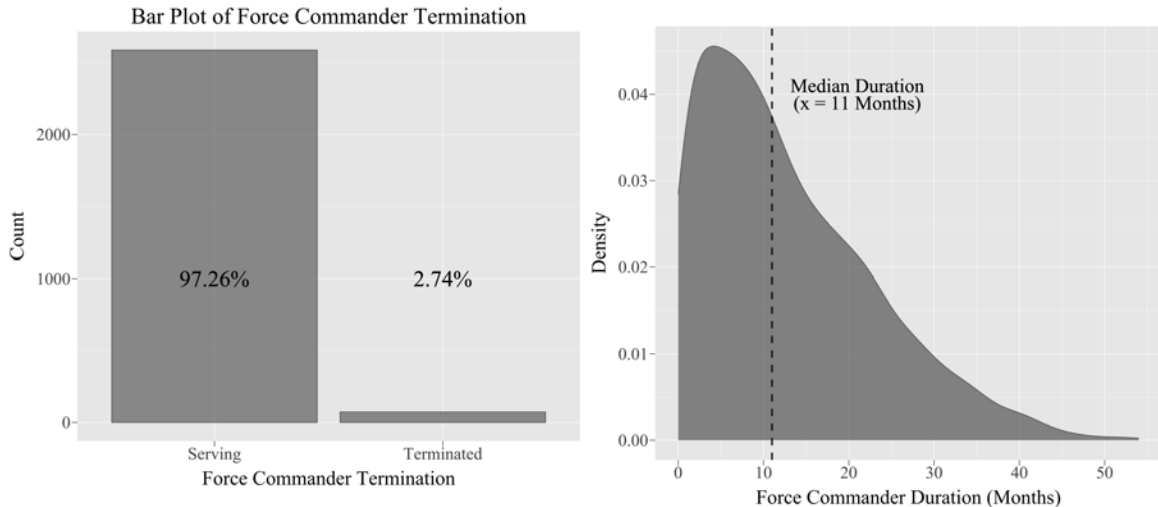 Bar Plot of Force Commander Termination
Count
2000
1000
0
97.26%
2.74%
Serving
Terminated
Force Commander Termination
Density
0.04
0.03
0.02
0.01
0.00
Median Duration
(x = 11 Months)
0
10
20
30
40
50
Force Commander Duration (Months)